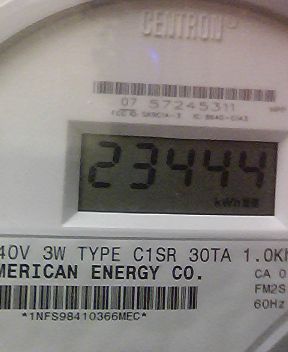 CENTRON®
07 57245311
23444
kWh
40V 3W TYPE C1SR 30TA 1.0K
MERICAN ENERGY CO.
CA 0
FM2S
60Hz
*1NFS98410366MEC*